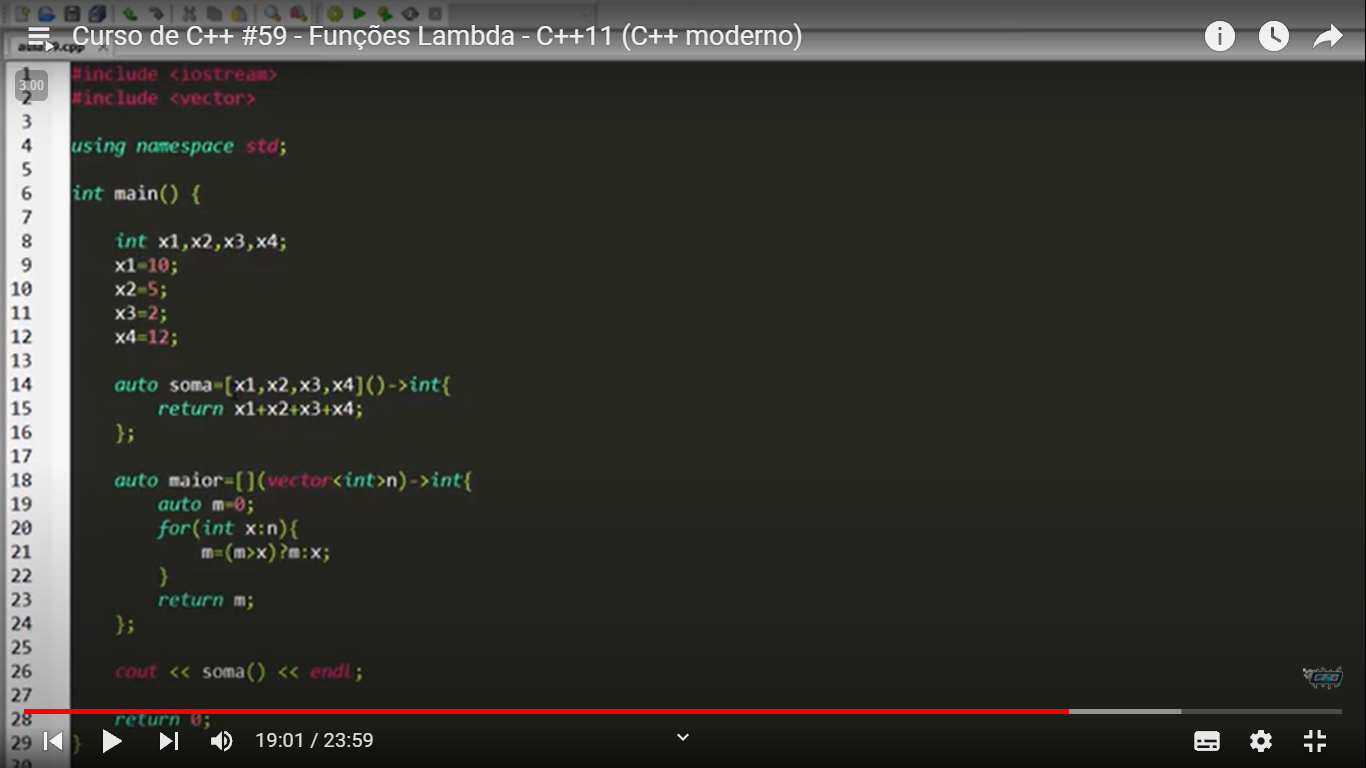 Curso de C++ #59 - Funções Lambda - C++11 (C++ moderno)
3.00
1 #include <iostream>
2 #include <vector>
3
4 using namespace std;
5
6 int main() {
7
8 int x1,x2,x3,x4;
9 x1=10;
10 x2=5;
11 x3=2;
12 x4=12;
13
14 auto soma=[x1,x2,x3,x4]()->int{
15 return x1+x2+x3+x4;
16 };
17
18 auto maior=[](vector<int>n)->int{
19 auto m=0;
20 for(int x:n){
21 m=(m>x)?m:x;
22 }
23 return m;
24 };
25
26 cout << soma() << endl;
27
28 return 0;
29 }
30
19:01 / 23:59